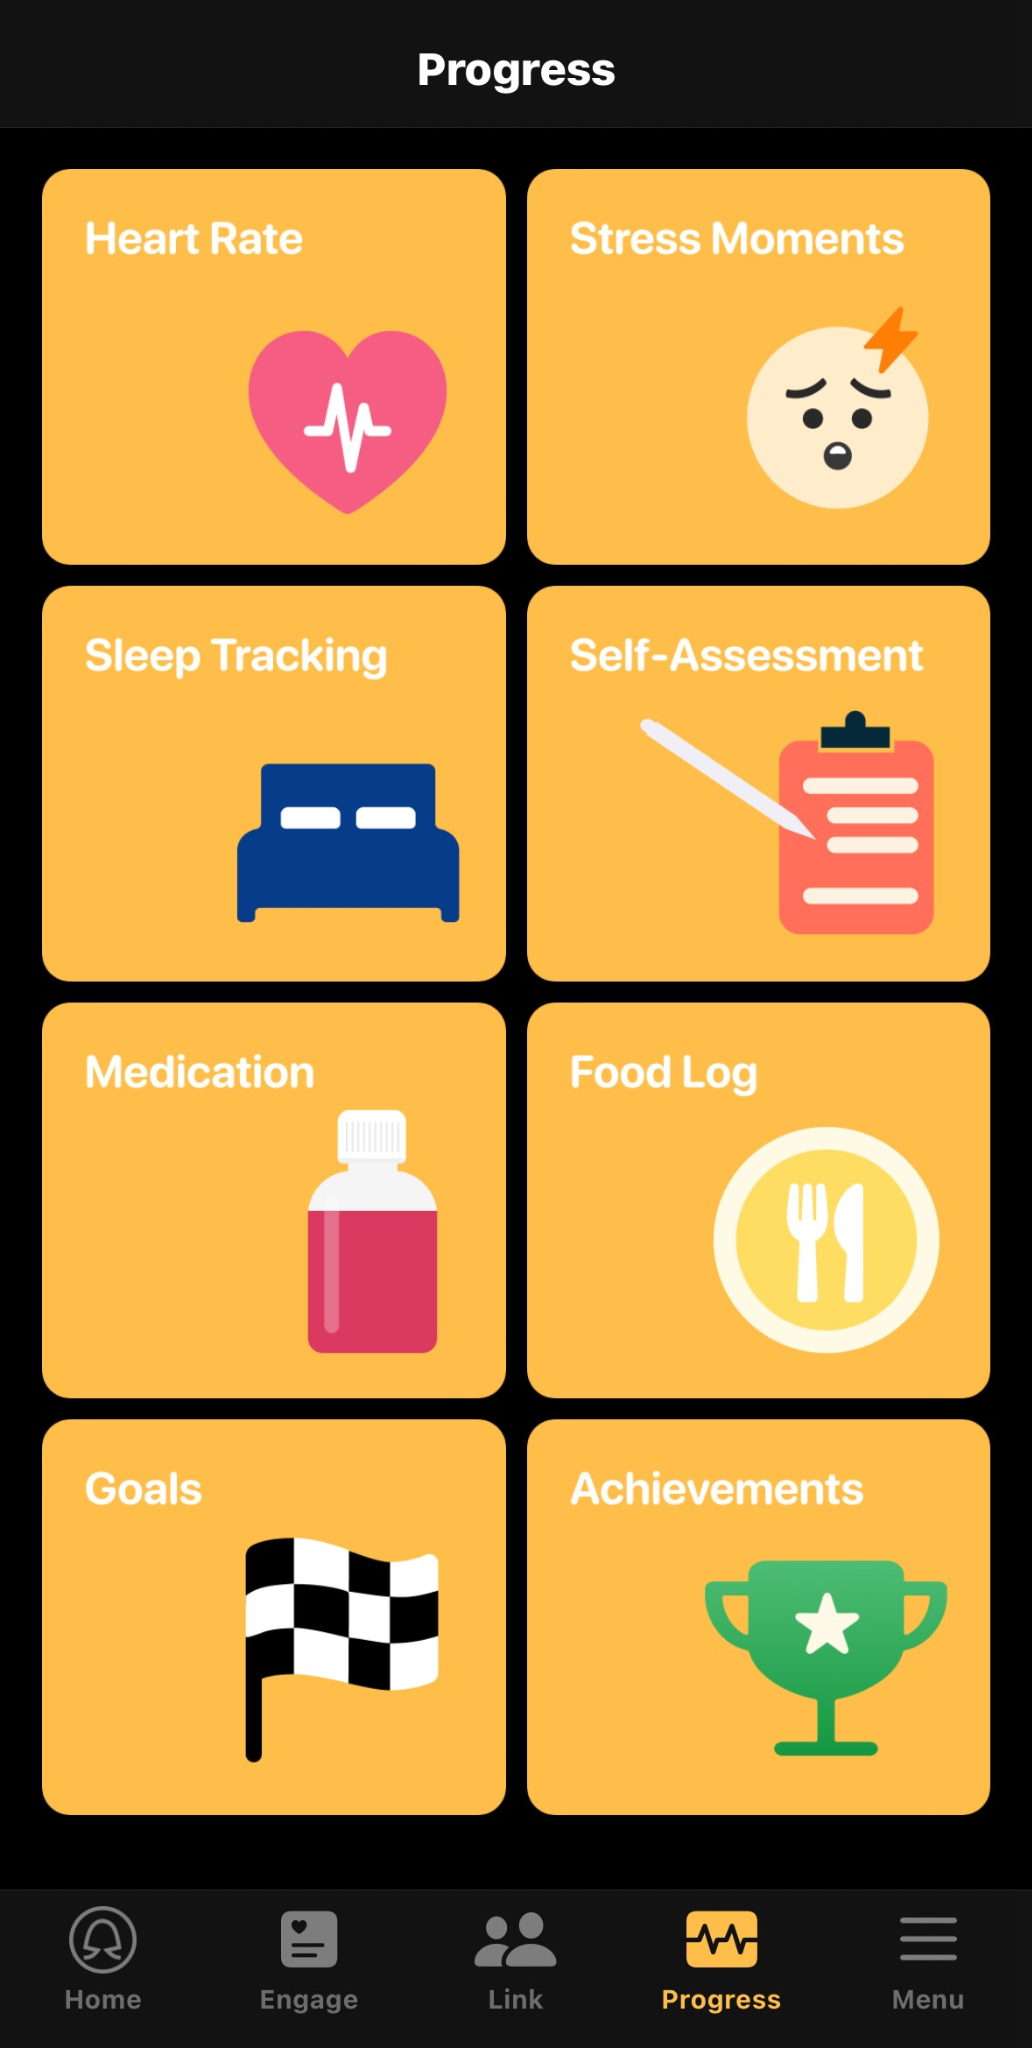 Progress
Heart Rate
Stress Moments
Sleep Tracking
Self-Assessment
Medication
Food Log
Goals
Achievements
Home
Engage
Link
Progress
Menu